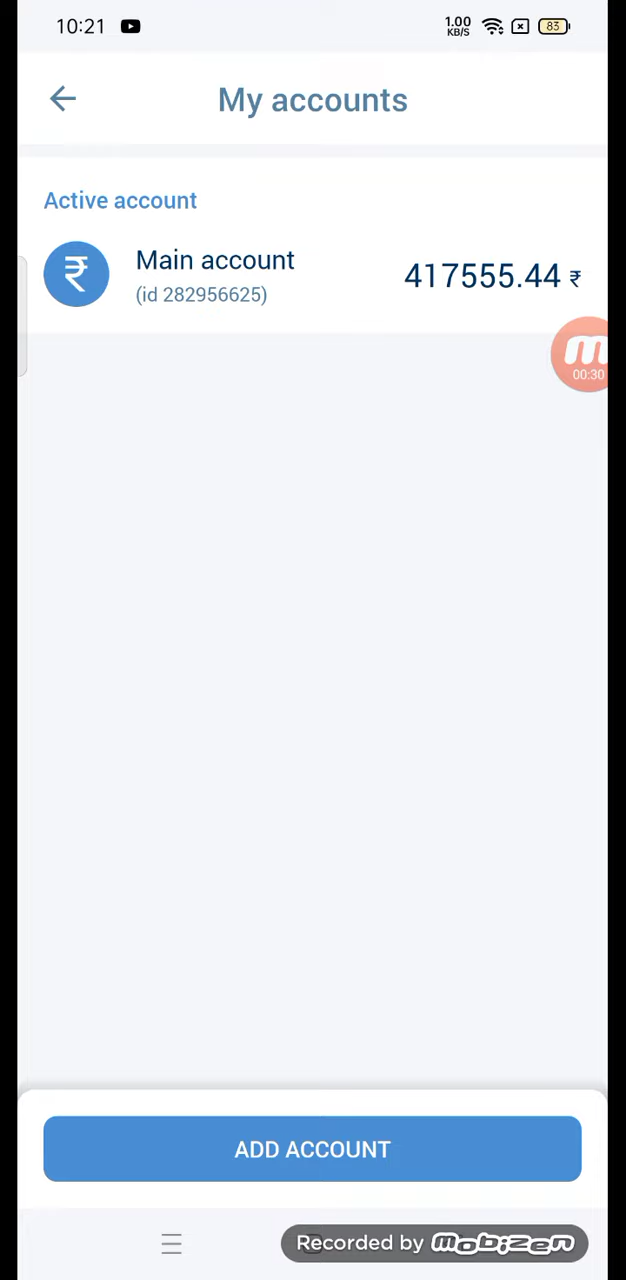 10:21
1.00
KB/S
83
My accounts
Active account
Main account
417555.44 ₹
(id 282956625)
m
00:30
ADD ACCOUNT
Recorded by mobizen